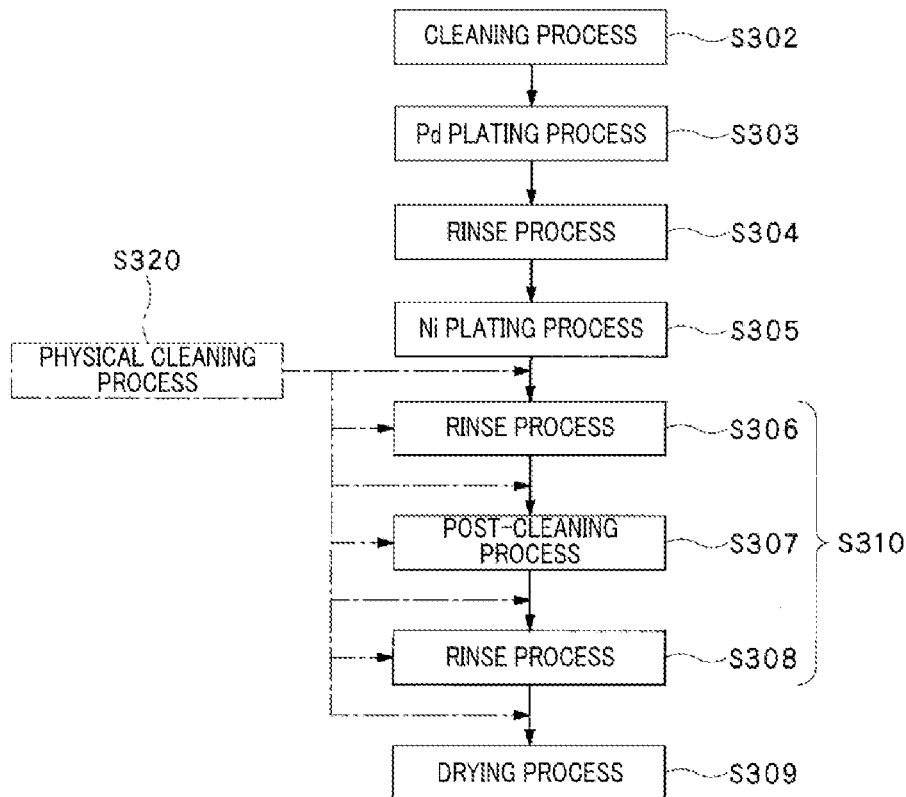 CLEANING PROCESS S302
Pd PLATING PROCESS S303
RINSE PROCESS S304
S320
Ni PLATING PROCESS S305
PHYSICAL CLEANING
PROCESS
RINSE PROCESS S306
POST-CLEANING
PROCESS S307
S310
RINSE PROCESS S308
DRYING PROCESS S309